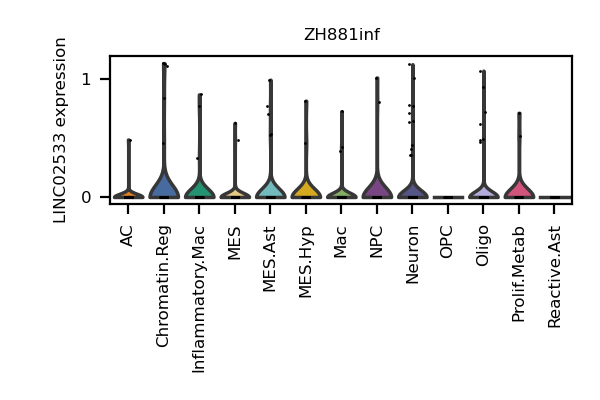 ZH881inf
LINC02533 expression
1
0
AC
Chromatin.Reg
Inflammatory.Mac
MES
MES.Ast
MES.Hyp
Mac
NPC
Neuron
OPC
Oligo
Prolif.Metab
Reactive.Ast